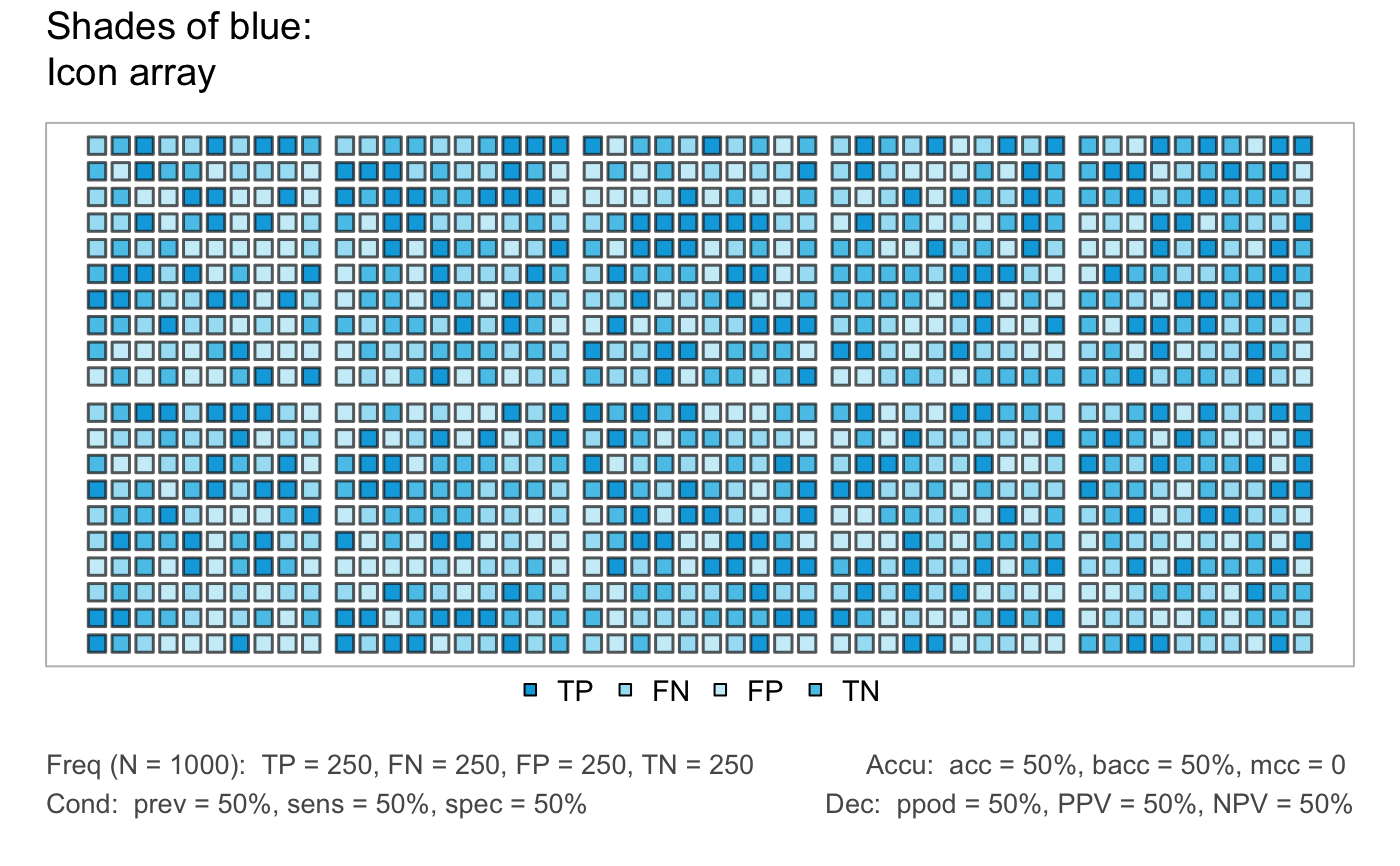 Shades of blue:
Icon array
TP FN FP TN
Freq (N = 1000): TP = 250, FN = 250, FP = 250, TN = 250
Accu: acc = 50%, bacc = 50%, mcc = 0
Cond: prev = 50%, sens = 50%, spec = 50%
Dec: ppod = 50%, PPV = 50%, NPV = 50%